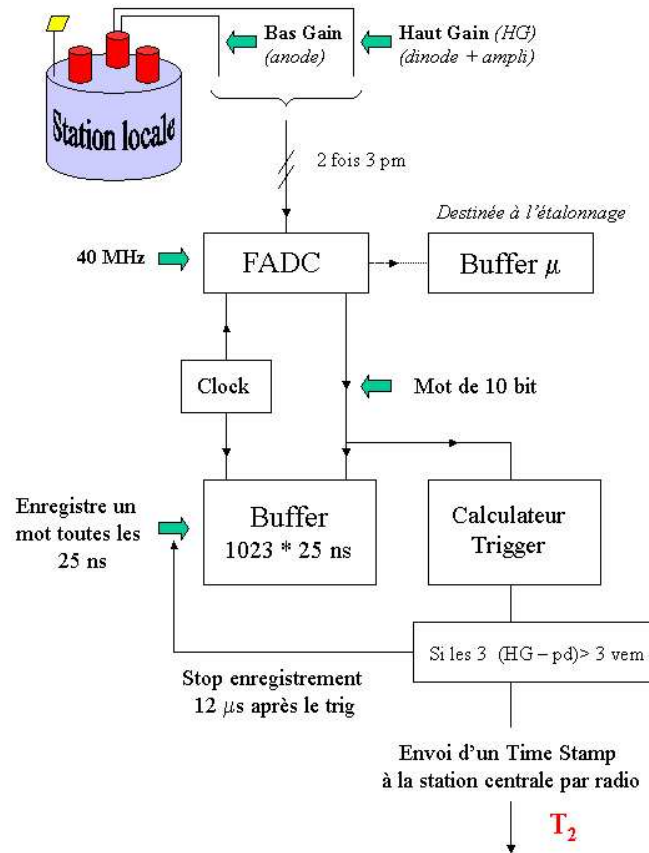 Bas Gain
(anode)
Haut Gain (HG)
(dinode + ampli)
Station locale
2 fois 3 pm
Destinée à l'étalonnage
40 MHz
FADC
Buffer μ
Clock
Mot de 10 bit
Enregistre un
mot toutes les
25 ns
Buffer
1023 * 25 ns
Calculateur
Trigger
Si les 3 (HG – pd)> 3 vem
Stop enregistrement
12 μs après le trig
Envoi d'un Time Stamp
à la station centrale par radio
T2